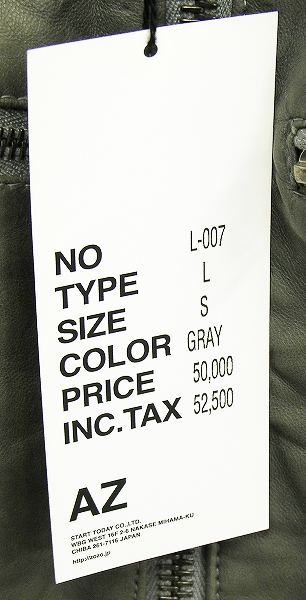 NO L-007
TYPE L
SIZE S
COLOR GRAY
PRICE 50,000
INC.TAX 52,500
AZ
START TODAY CO.,LTD.
WBG WEST 16F 2-6 NAKASE MIHAMA-KU
CHIBA 261-7116 JAPAN
http://zozo.jp